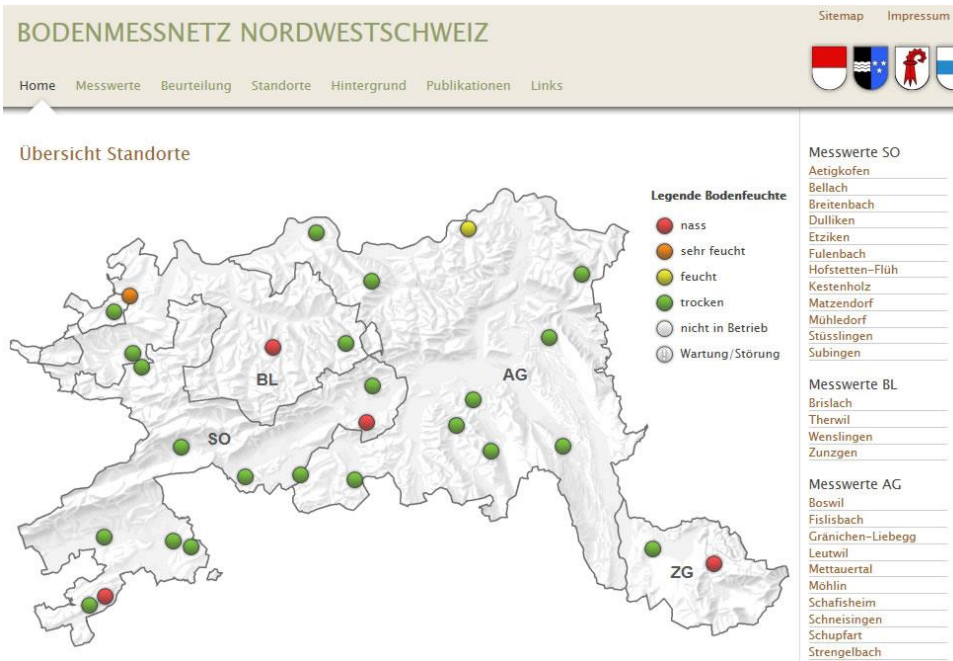 Sitemap Impressum
BODENMESSNETZ NORDWESTSCHWEIZ
Home Messwerte Beurteilung Standorte Hintergrund Publikationen Links
Übersicht Standorte
Legende Bodenfeuchte
nass
sehr feucht
feucht
trocken
nicht in Betrieb
Wartung/Störung
BL
AG
SO
ZG
Messwerte SO
Aetigkofen
Bellach
Breitenbach
Dulliken
Etziken
Fulenbach
Hofstetten-Flüh
Kestenholz
Matzendorf
Mühledorf
Stüsslingen
Subingen
Messwerte BL
Brislach
Therwil
Wenslingen
Zunzgen
Messwerte AG
Boswil
Fislisbach
Gränichen-Liebegg
Leutwil
Mettauertal
Möhlin
Schafisheim
Schneisingen
Schupfart
Strengelbach